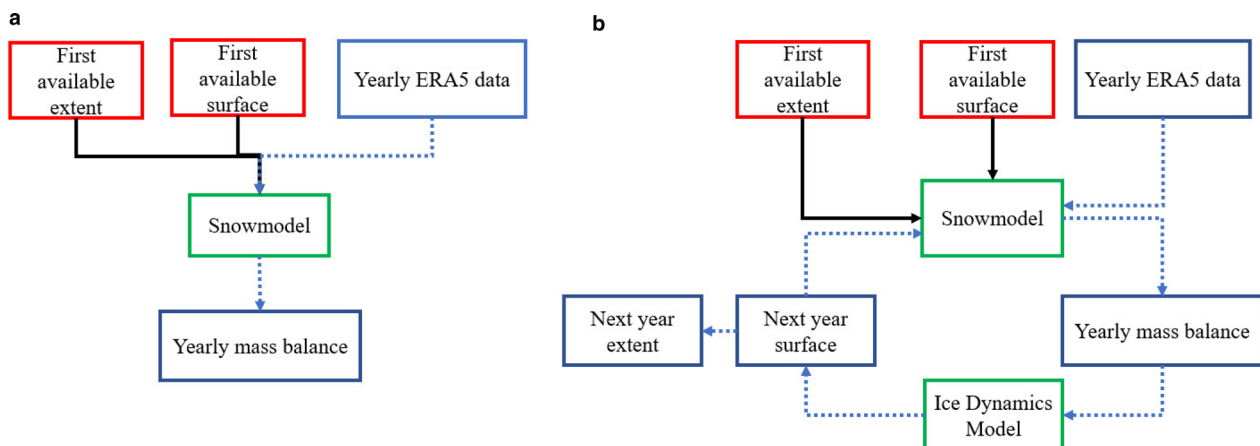 a
First
available
extent
First
available
surface
Yearly ERA5 data
Snowmodel
Yearly mass balance
b
First
available
extent
First
available
surface
Yearly ERA5 data
Snowmodel
Next year
extent
Next year
surface
Yearly mass balance
Ice Dynamics
Model